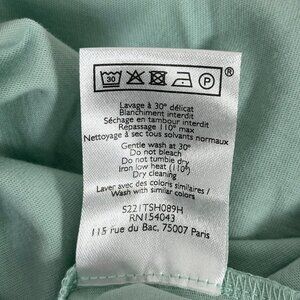 30 P ®
Lavage à 30° délicat
Blanchiment interdit
Séchage en tambour interdit
Repassage 110° max
Nettoyage à sec tous solvants normaux
Gentle wash at 30°
Do not bleach
Do not tumble dry
Iron low heat (110°)
Dry cleaning
Laver avec des colories similaires /
Wash with similar colors
S221TSH089H
RN154043
115 rue du Bac, 75007 Paris